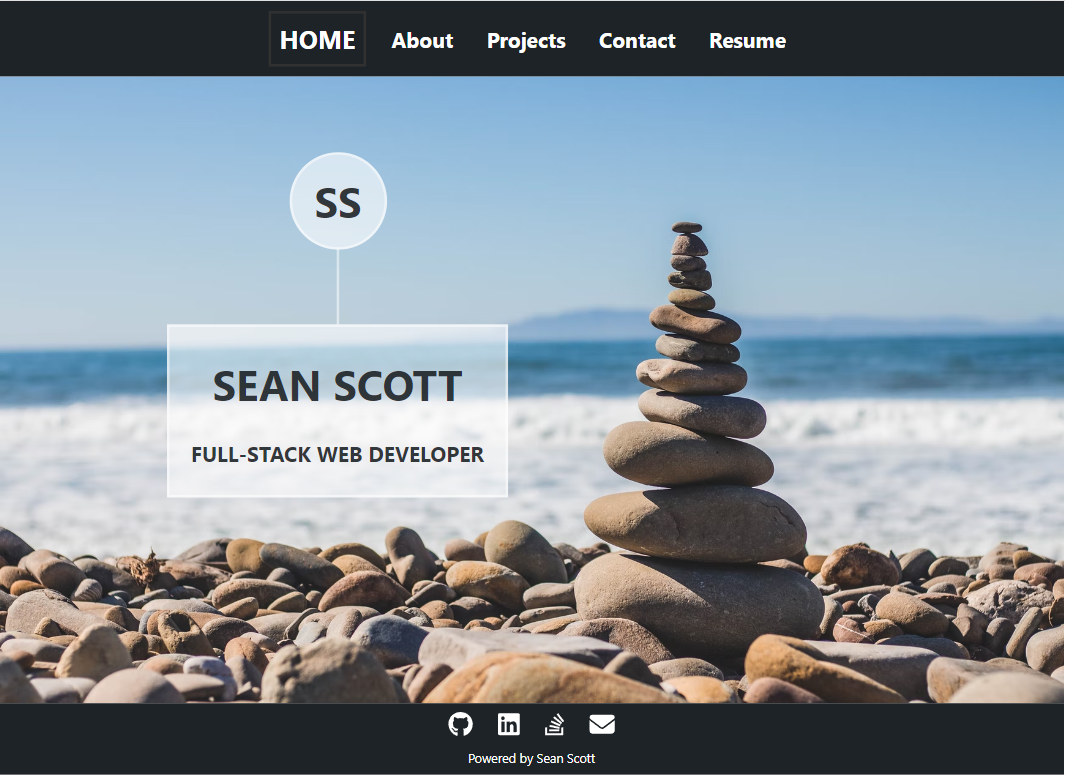 HOME About Projects Contact Resume
SS
SEAN SCOTT
FULL-STACK WEB DEVELOPER
Powered by Sean Scott